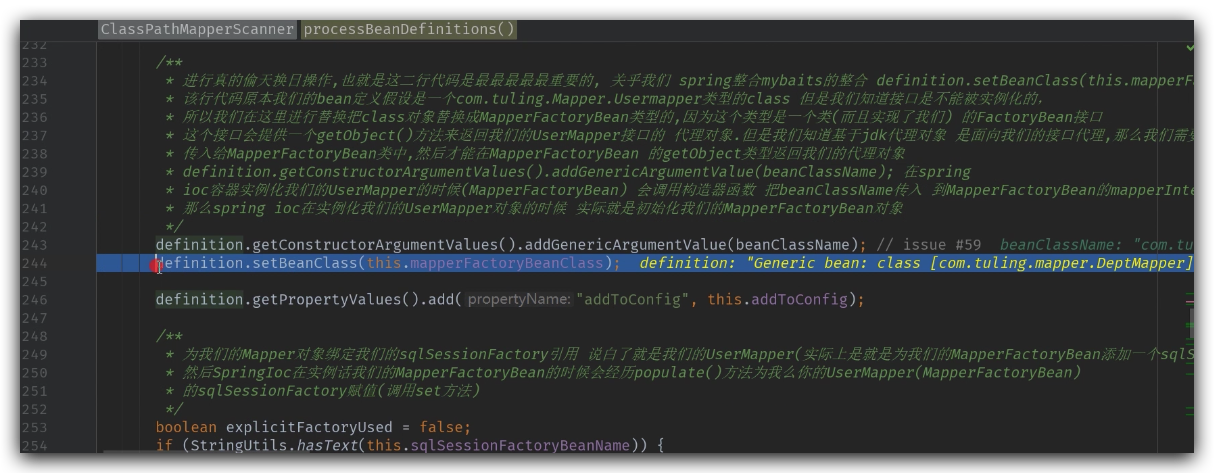 ClassPathMapperScanner processBeanDefinitions()
232
233 /**
234 * 进行真的偷天换日操作,也就是这二行代码是最最最最最重要的, 关乎我们 spring整合mybaits的整合 definition.setBeanClass(this.mapperF
235 * 该行代码原本我们的bean定义假设是一个com.tuling.Mapper.Usermapper类型的class 但是我们知道接口是不能被实例化的.
236 * 所以我们在这里进行替换把class对象替换成MapperFactoryBean类型的,因为这个类型是一个类(而且实现了我们) 的FactoryBean接口
237 * 这个接口会提供一个getObject()方法来返回我们的UserMapper接口的 代理对象.但是我们知道基于jdk代理对象 是面向我们的接口代理,那么我们需要
238 * 传入给MapperFactoryBean类中,然后才能在MapperFactoryBean 的getObject类型返回我们的代理对象
239 * definition.getConstructorArgumentValues().addGenericArgumentValue(beanClassName); 在spring
240 * ioc容器实例化我们的UserMapper的时候(MapperFactoryBean) 会调用构造器函数 把beanClassName传入 到MapperFactoryBean的mapperInte
241 * 那么spring ioc在实例化我们的UserMapper对象的时候 实际就是初始化我们的MapperFactoryBean对象
242 */
243 definition.getConstructorArgumentValues().addGenericArgumentValue(beanClassName); // issue #59 beanClassName: "com.tu
244 definition.setBeanClass(this.mapperFactoryBeanClass); definition: "Generic bean: class [com.tuling.mapper.DeptMapper]
245
246 definition.getPropertyValues().add( propertyName: "addToConfig", this.addToConfig);
247
248 /**
249 * 为我们的Mapper对象绑定我们的sqlSessionFactory引用 说白了就是我们的UserMapper(实际上是就是为我们的MapperFactoryBean添加一个sqlS
250 * 然后SpringIoc在实例话我们的MapperFactoryBean的时候会经历populate()方法为我么你的UserMapper(MapperFactoryBean)
251 * 的sqlSessionFactory赋值(调用set方法)
252 */
253 boolean explicitFactoryUsed = false;
254 if (StringUtils.hasText(this.sqlSessionFactoryBeanName)) {